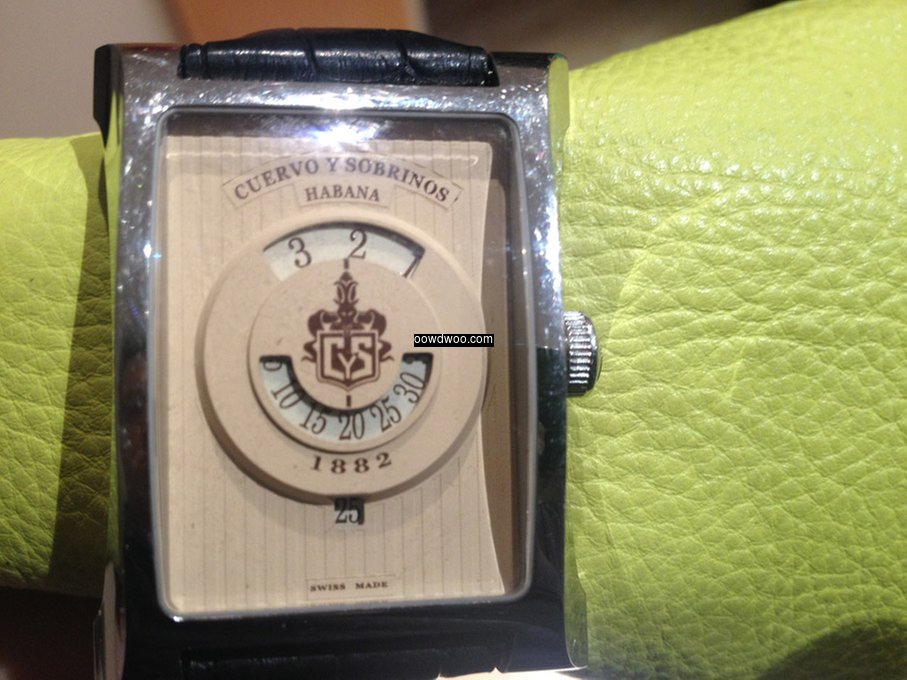 CUERVO Y SOBRINOS
HABANA
3 2
oowdwoo.com
CYS
10 15 20 25 30
1882
25
SWISS MADE